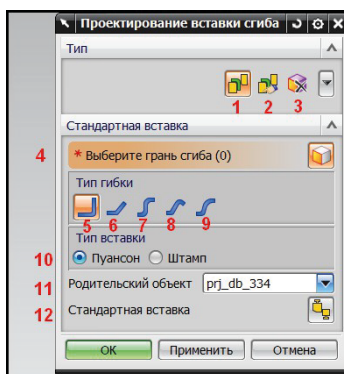 Проектирование вставки сгиба
Тип
1 2 3
Стандартная вставка
4 * Выберите грань сгиба (0)
Тип гибки
5 6 7 8 9
Тип вставки
10 Пуансон Штамп
11 Родительский объект prj_db_334
12 Стандартная вставка
ОК Применить Отмена